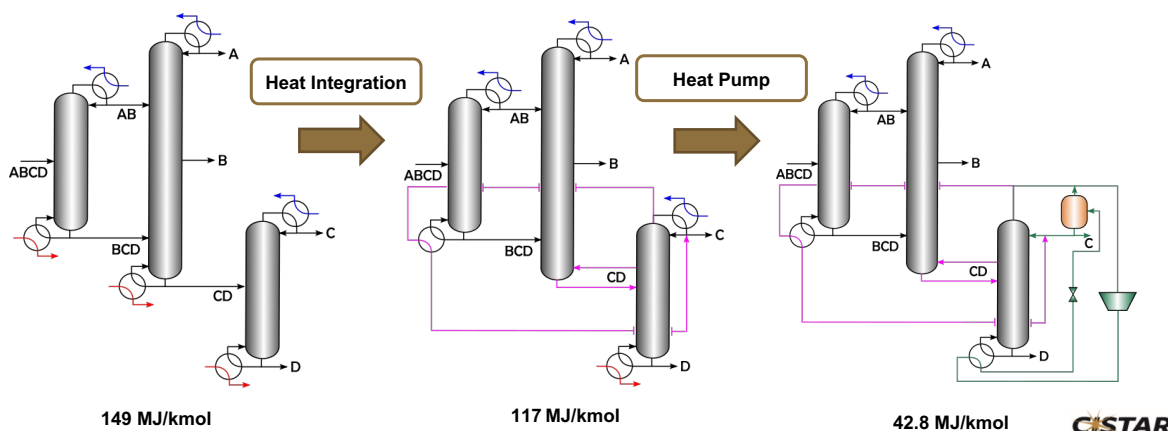 A
AB
ABCD
B
BCD
CD
C
D
149 MJ/kmol
Heat Integration
A
AB
ABCD
B
BCD
CD
C
D
117 MJ/kmol
Heat Pump
A
AB
ABCD
B
BCD
CD
C
D
42.8 MJ/kmol
CISTAR